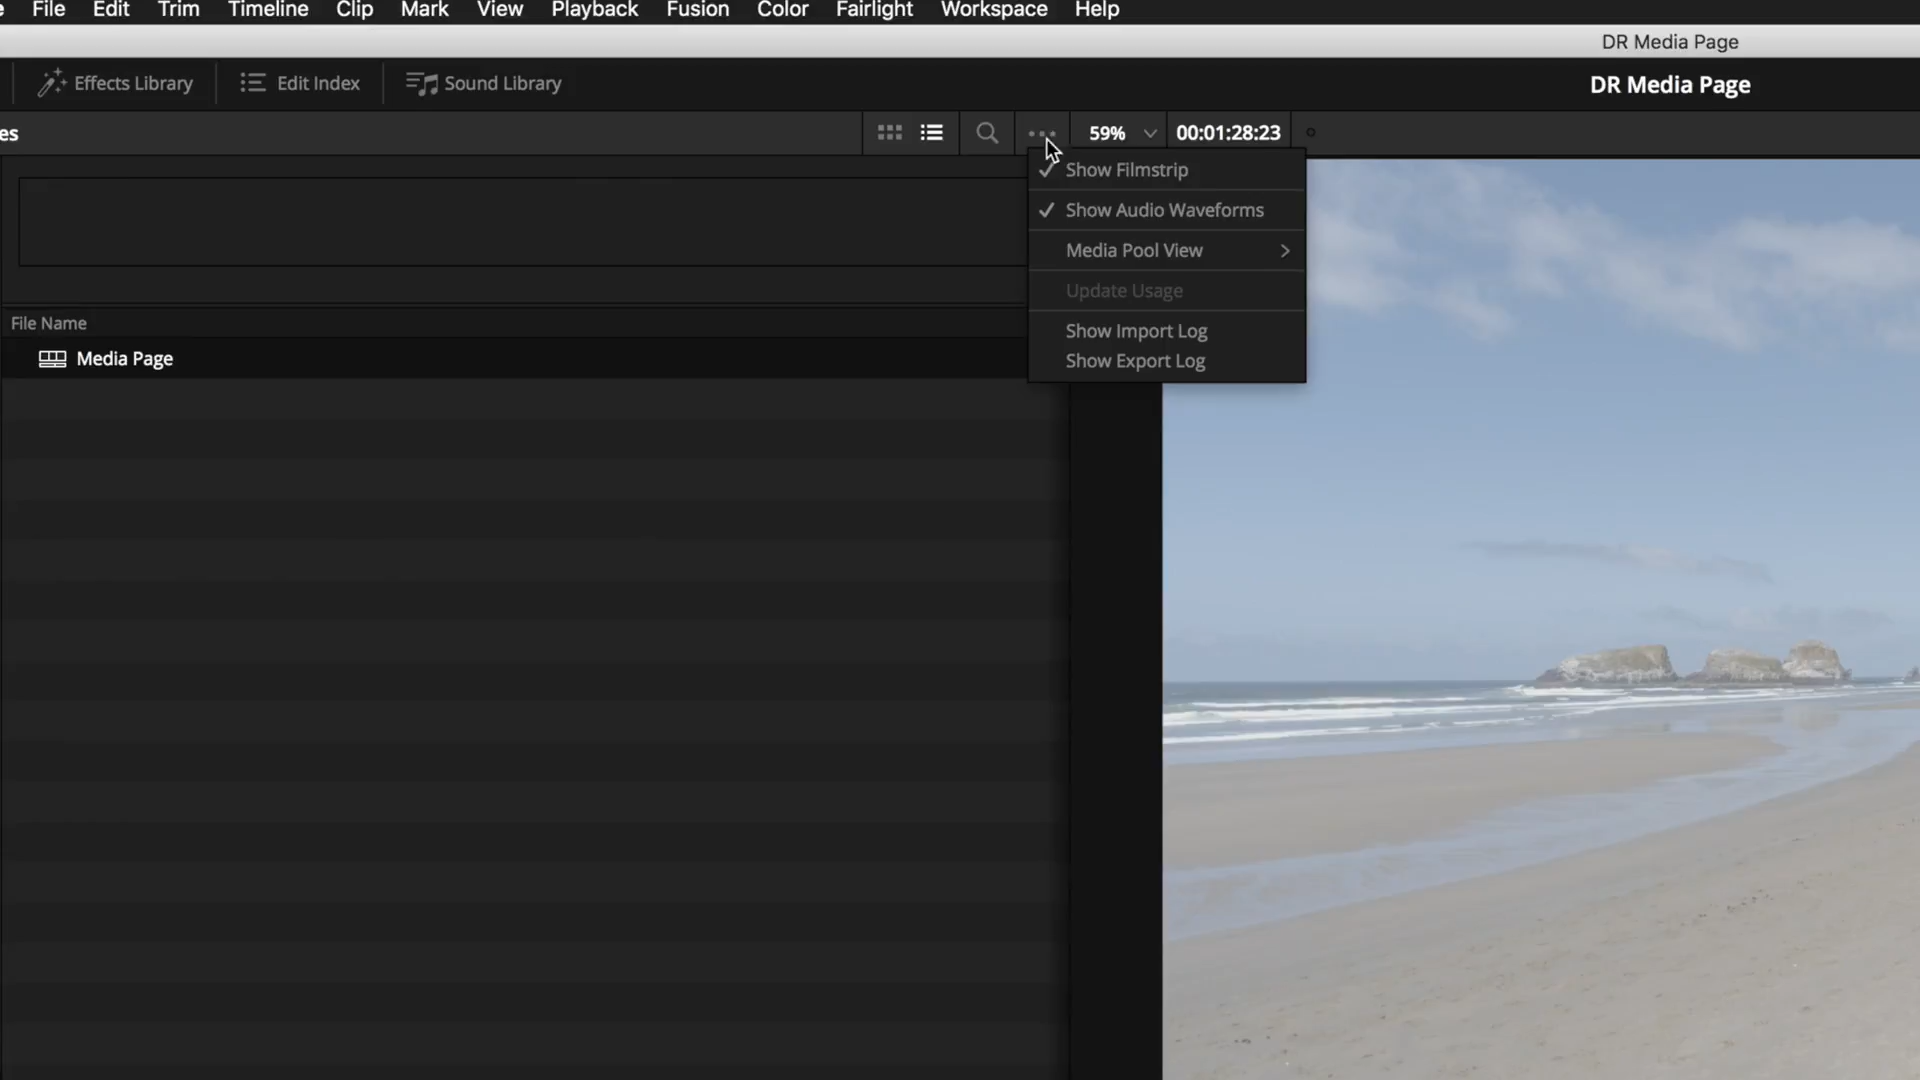 File Edit Trim Timeline Clip Mark View Playback Fusion Color Fairlight Workspace Help
DR Media Page
Effects Library Edit Index Sound Library DR Media Page
es 59% 00:01:28:23
Show Filmstrip
Show Audio Waveforms
Media Pool View
Update Usage
Show Import Log
Show Export Log
File Name
Media Page